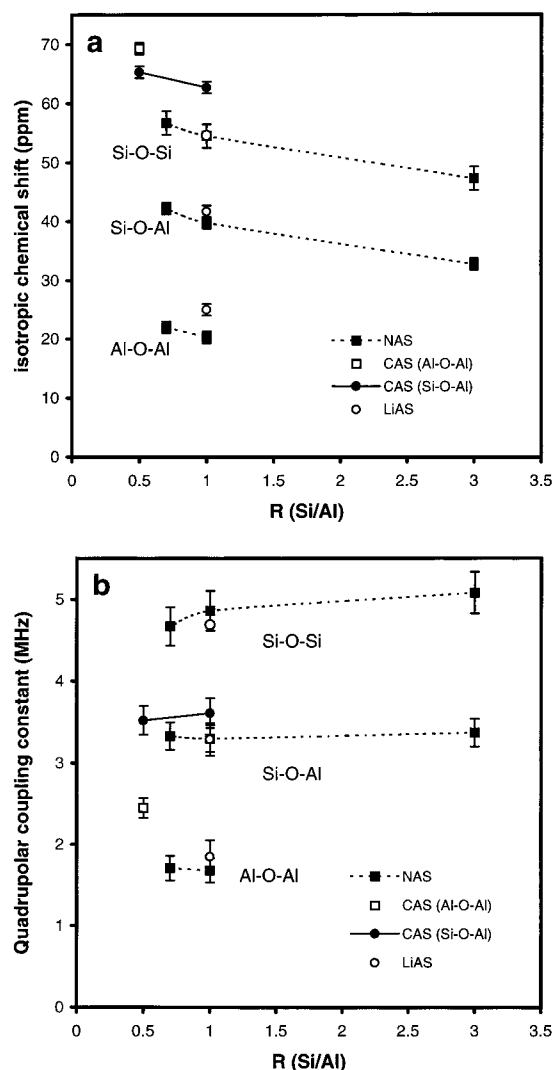 a
isotropic chemical shift (ppm)
70
60
50
40
30
20
10
0
Si-O-Si
Si-O-Al
Al-O-Al
NAS
CAS (Al-O-Al)
CAS (Si-O-Al)
LiAS
0 0.5 1 1.5 2 2.5 3 3.5
R (Si/Al)
b
Quadrupolar coupling constant (MHz)
5
4
3
2
1
0
Si-O-Si
Si-O-Al
Al-O-Al
NAS
CAS (Al-O-Al)
CAS (Si-O-Al)
LiAS
0 0.5 1 1.5 2 2.5 3 3.5
R (Si/Al)